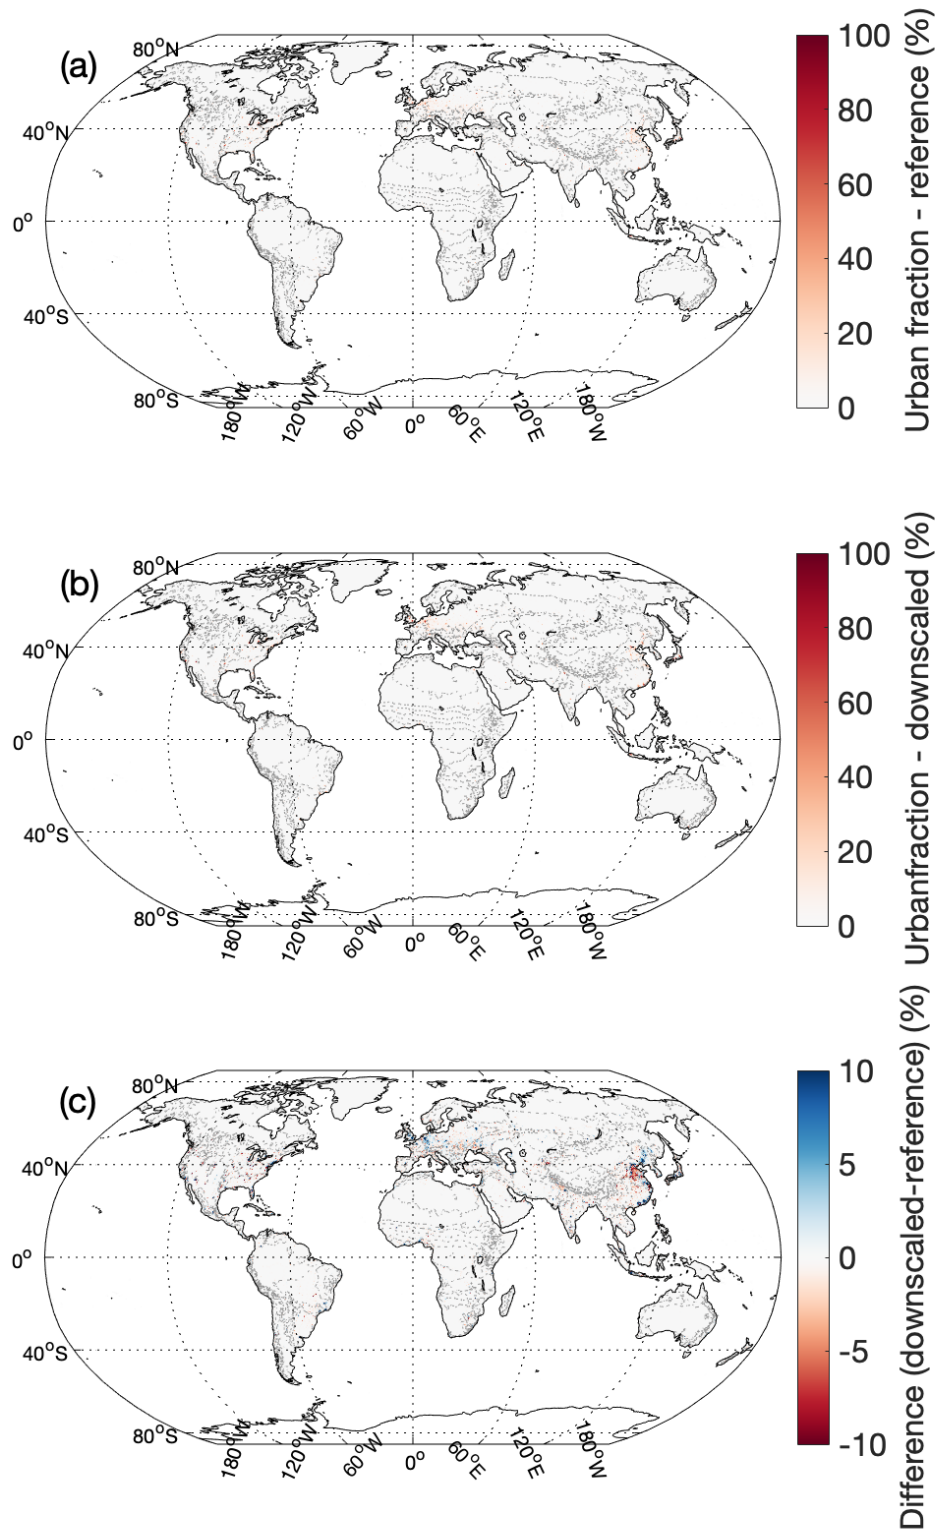 (a)
80°N
40°N
0°
40°S
80°S
180°W
120°W
60°W
0°
60°E
120°E
180°W
100
80
60
40
20
0
Urban fraction - reference (%)
(b)
80°N
40°N
0°
40°S
80°S
180°W
120°W
60°W
0°
60°E
120°E
180°W
100
80
60
40
20
0
Urbanfraction - downscaled (%)
(c)
80°N
40°N
0°
40°S
80°S
180°W
120°W
60°W
0°
60°E
120°E
180°W
10
5
0
-5
-10
Difference (downscaled-reference) (%)